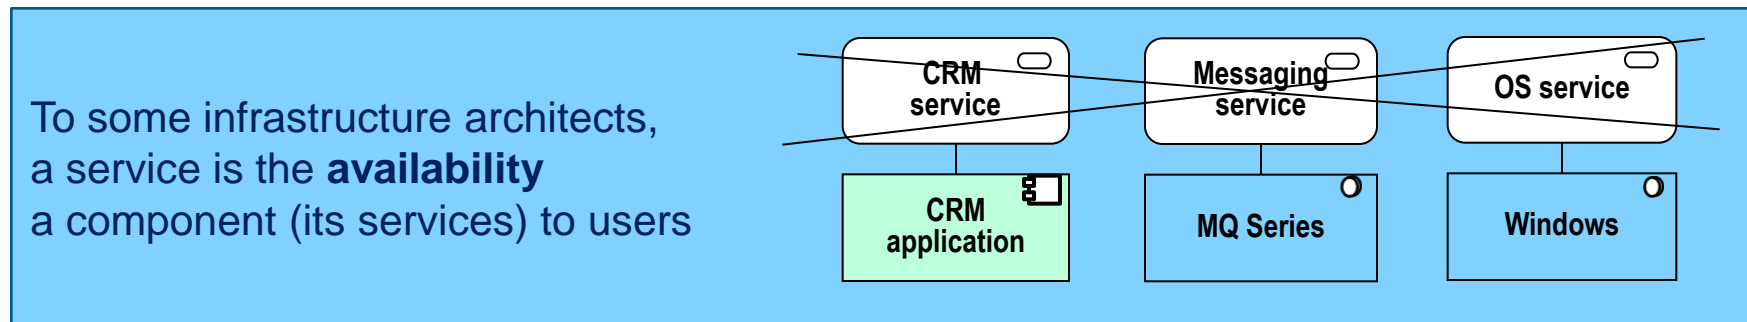 To some infrastructure architects,
a service is the availability
a component (its services) to users
CRM
service
Messaging
service
OS service
CRM
application
MQ Series
Windows